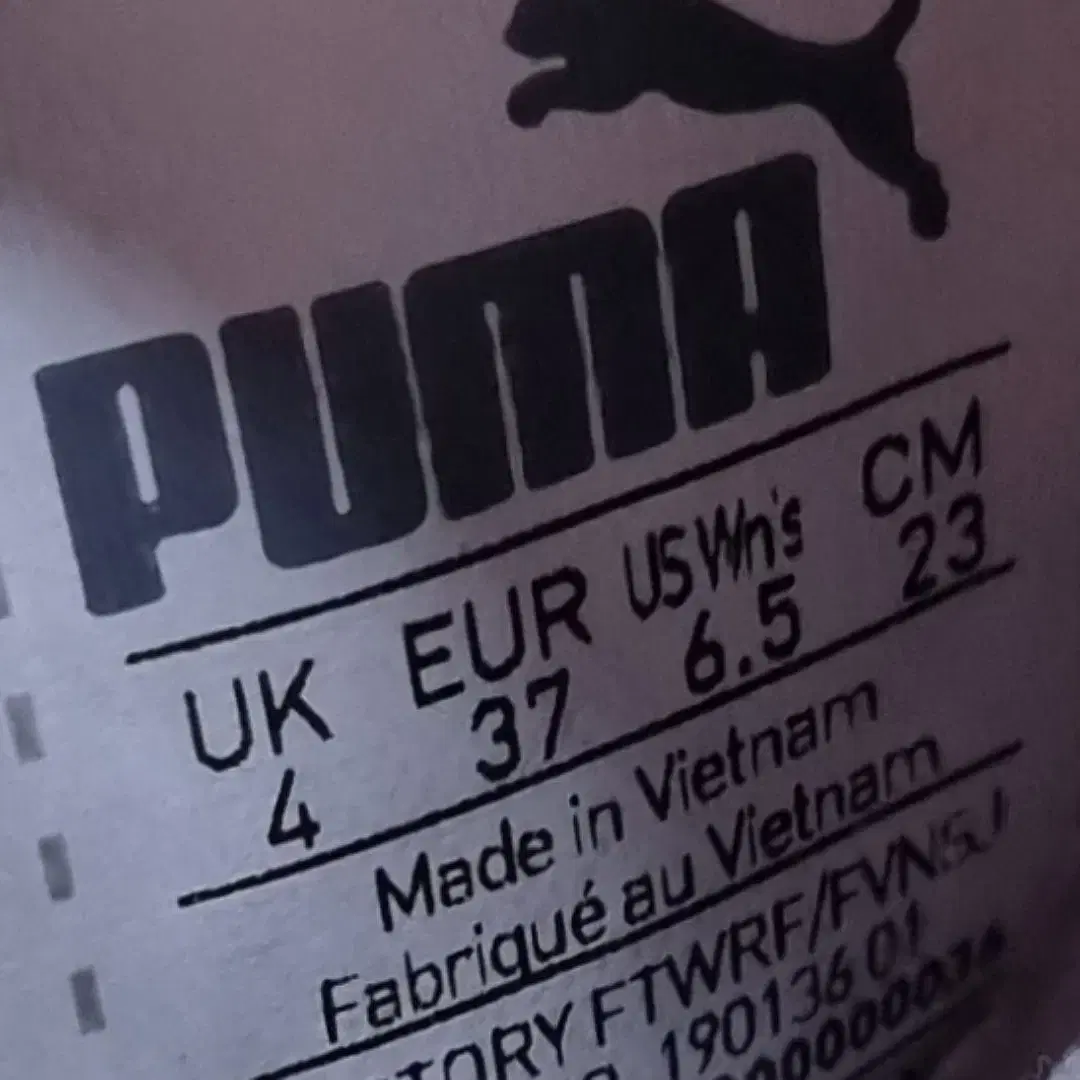 PUMA
UK EUR US Wn's CM
4 37 6.5 23
Made in Vietnam
Fabriqué au Vietnam
FTWRF/FVN
190136 01